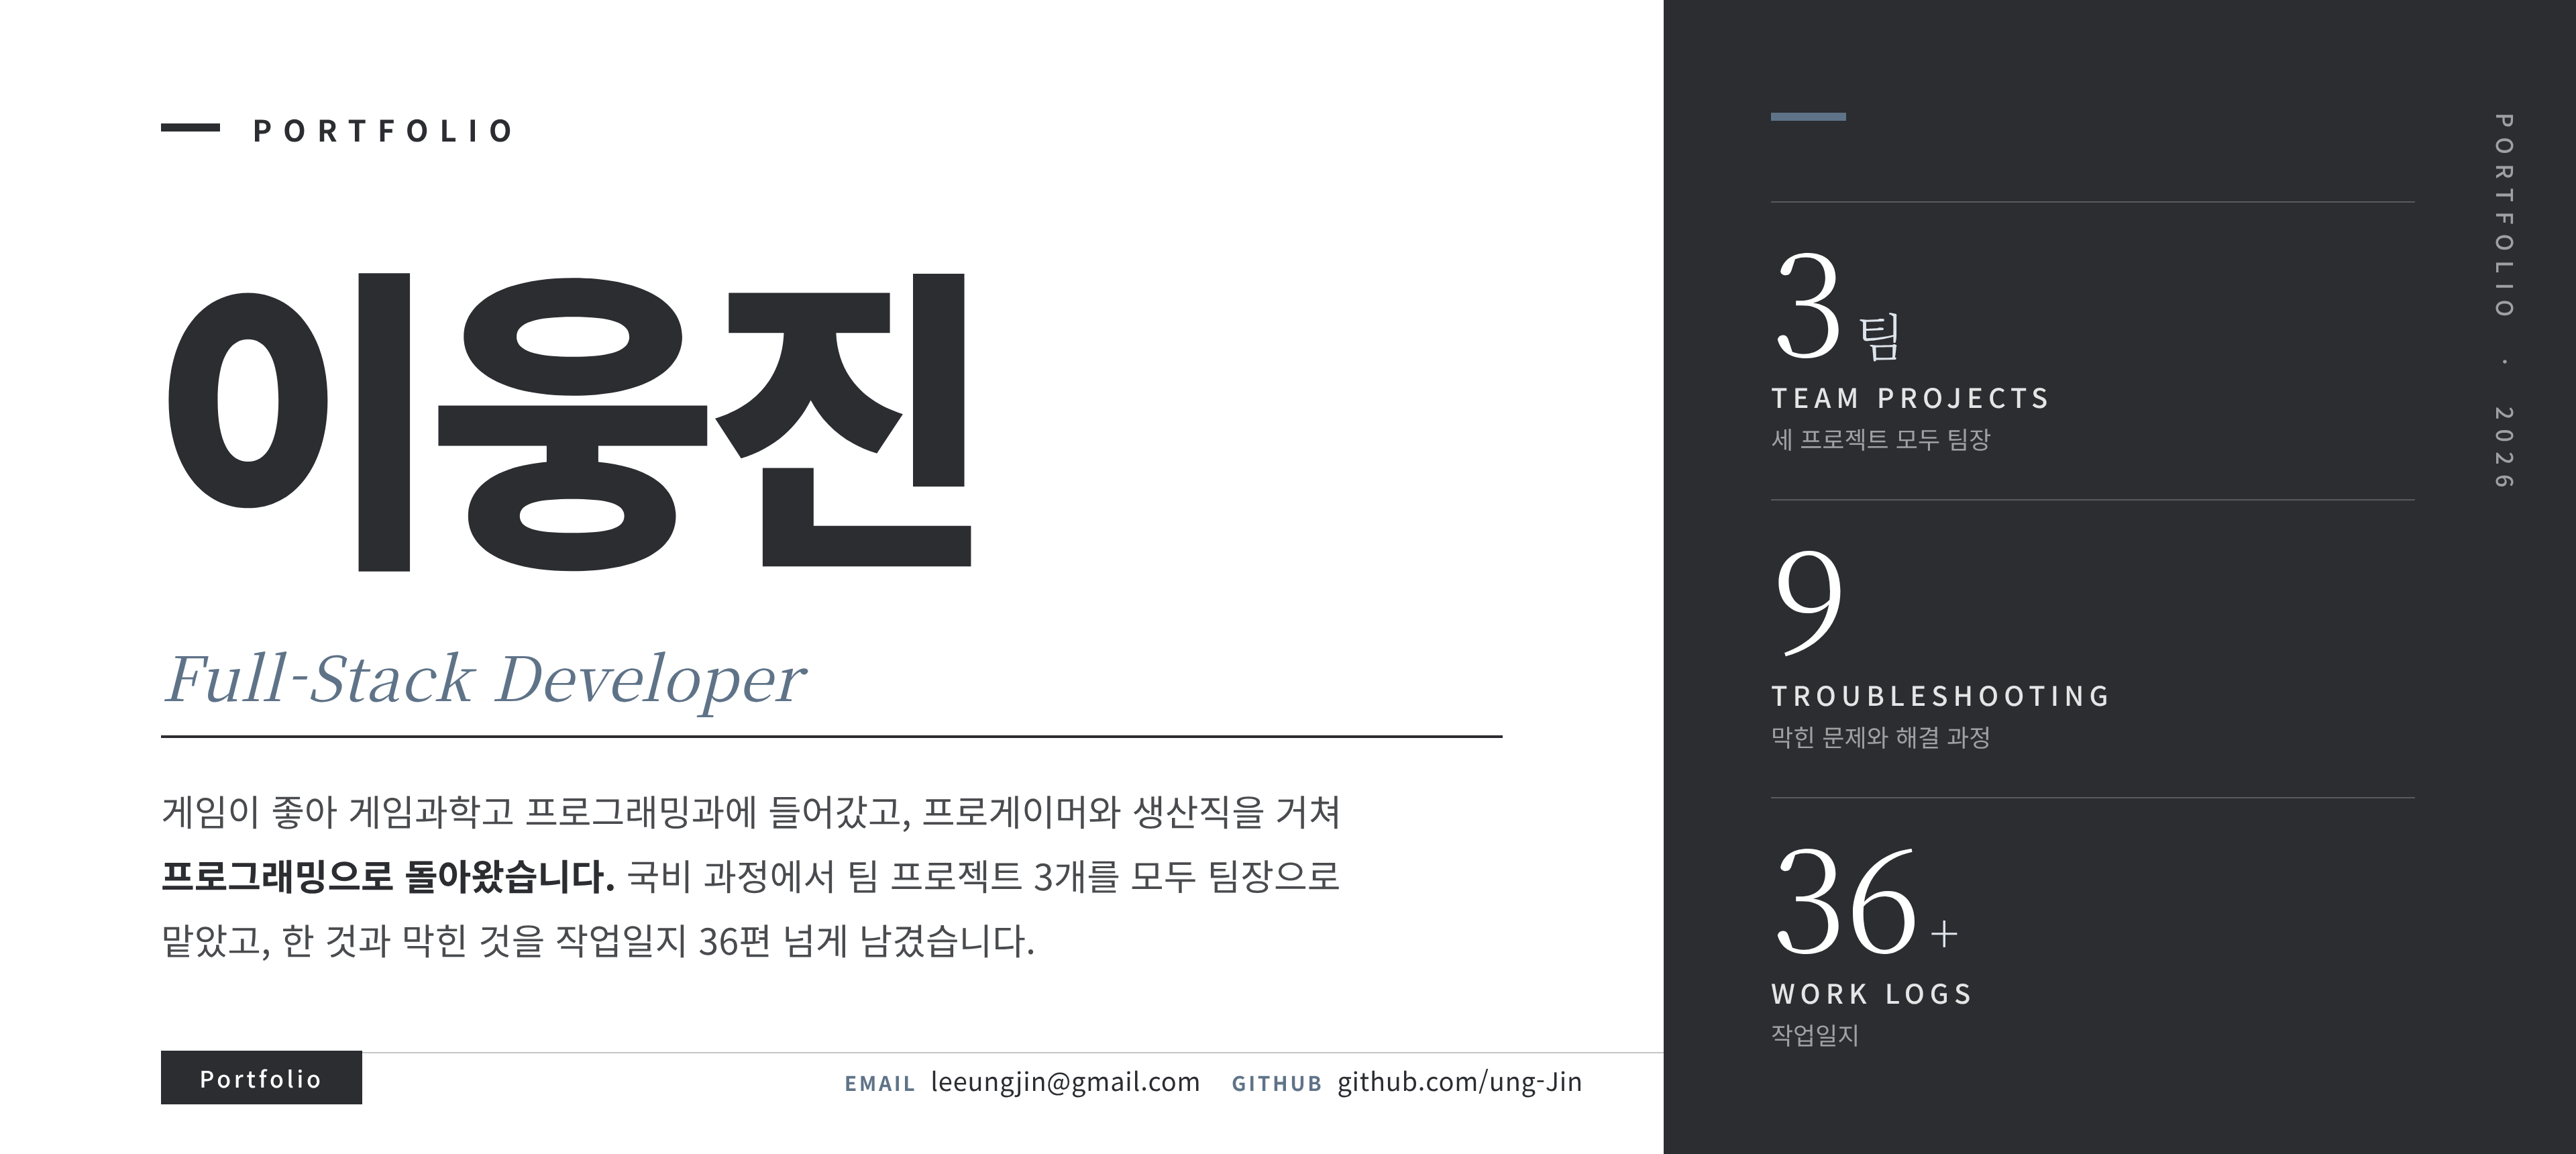 PORTFOLIO
이웅진
Full-Stack Developer
게임이 좋아 게임과학고 프로그래밍과에 들어갔고, 프로게이머와 생산직을 거쳐
프로그래밍으로 돌아왔습니다. 국비 과정에서 팀 프로젝트 3개를 모두 팀장으로
맡았고, 한 것과 막힌 것을 작업일지 36편 넘게 남겼습니다.
Portfolio
EMAIL leeungjin@gmail.com GITHUB github.com/ung-Jin
3 팀
TEAM PROJECTS
세 프로젝트 모두 팀장
9
TROUBLESHOOTING
막힌 문제와 해결 과정
36 +
WORK LOGS
작업일지
PORTFOLIO · 2026